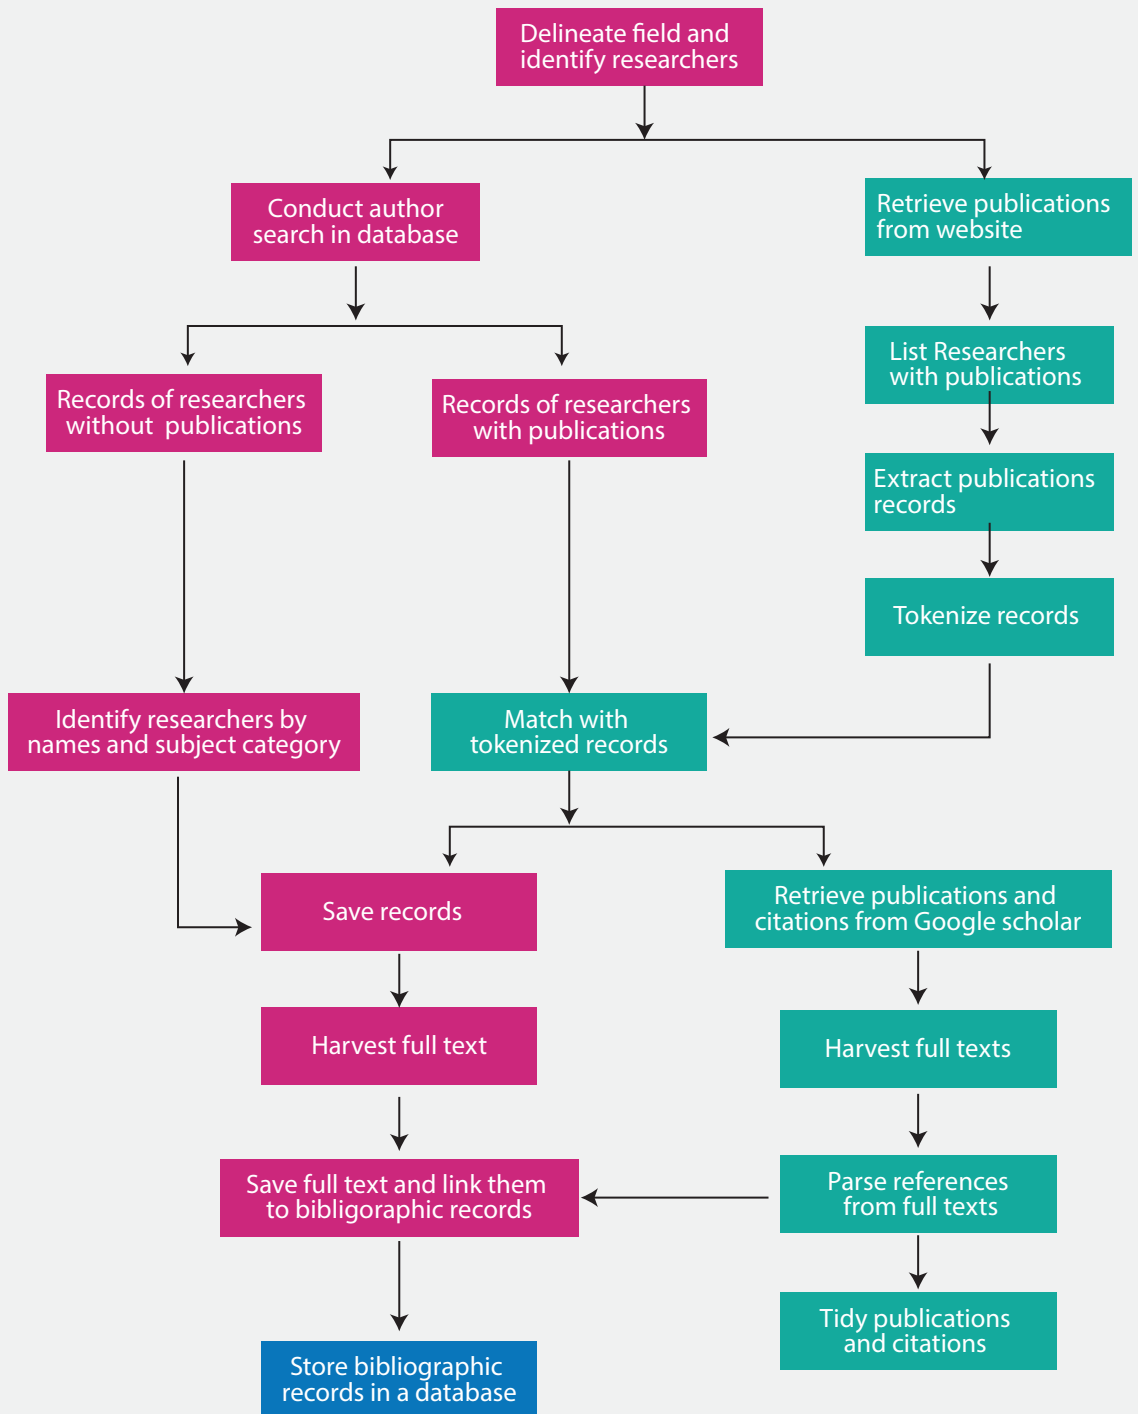 Delineate field and
identify researchers
Conduct author
search in database
Retrieve publications
from website
List Researchers
with publications
Records of researchers
without  publications
Records of researchers
with publications
Extract publications
records
Tokenize records
Identify researchers by
names and subject category
Match with
tokenized records
Save records
Retrieve publications and
citations from Google scholar
Harvest full text
Harvest full texts
Save full text and link them
to bibligoraphic records
Parse references
from full texts
Tidy publications
and citations
Store bibliographic
records in a database